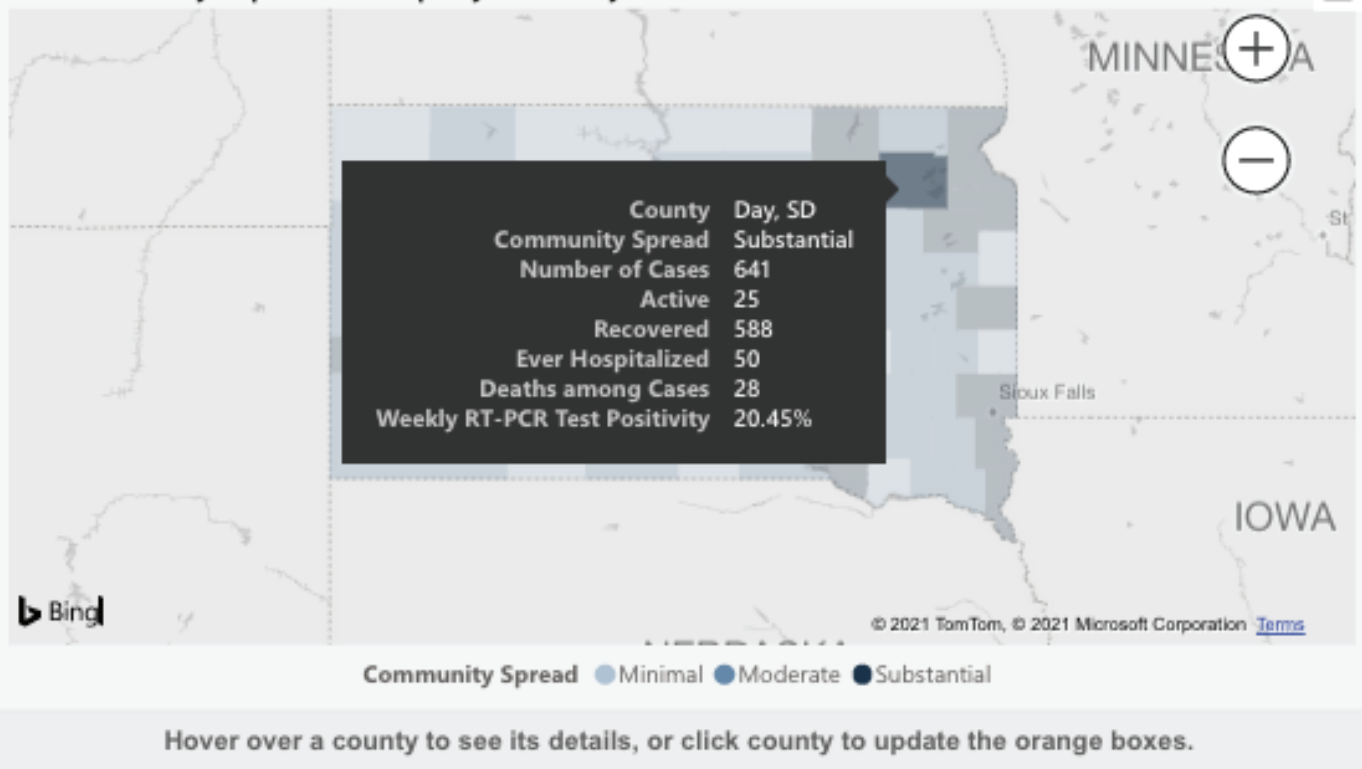 MINNES A
County Day, SD
Community Spread Substantial
Number of Cases 641
Active 25
Recovered 588
Ever Hospitalized 50
Deaths among Cases 28
Weekly RT-PCR Test Positivity 20.45%
St
L
Sioux Falls
IOWA
Bing
© 2021 TomTom, © 2021 Microsoft Corporation Terms
NEBRASKA
Community Spread Minimal Moderate Substantial
Hover over a county to see its details, or click county to update the orange boxes.